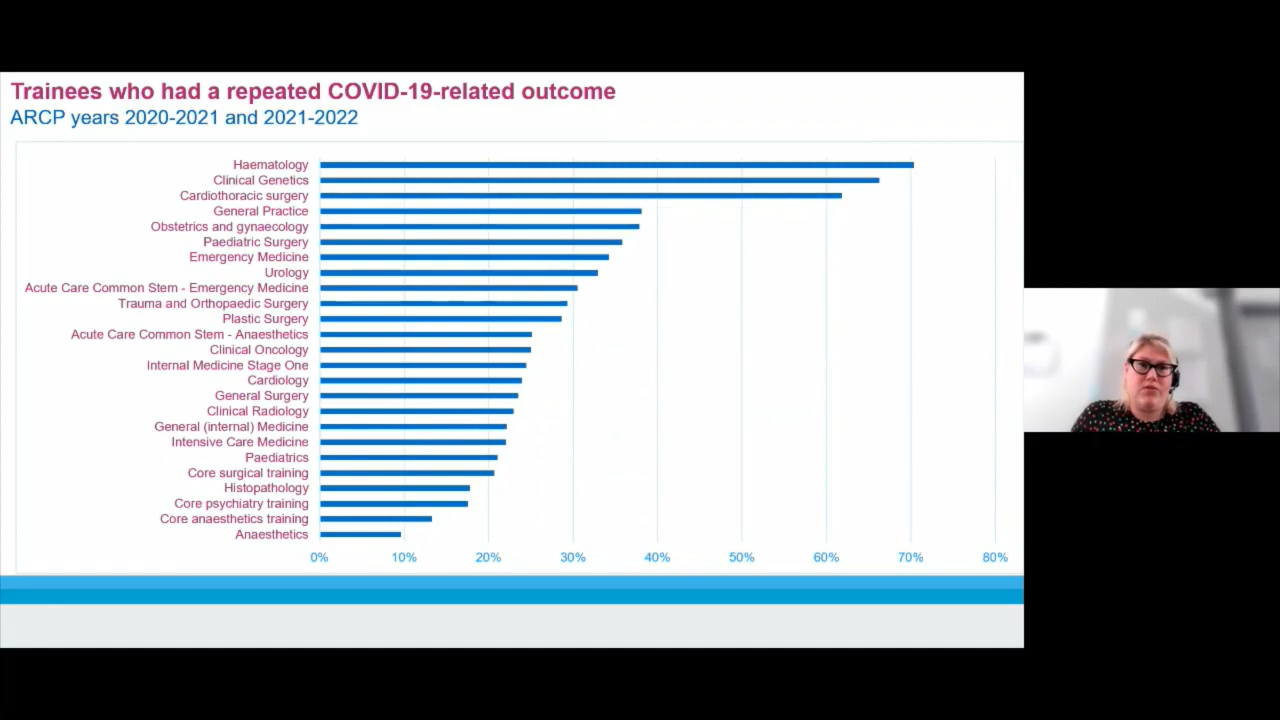 Trainees who had a repeated COVID-19-related outcome
ARCP years 2020-2021 and 2021-2022
Haematology
Clinical Genetics
Cardiothoracic surgery
General Practice
Obstetrics and gynaecology
Paediatric Surgery
Emergency Medicine
Urology
Acute Care Common Stem - Emergency Medicine
Trauma and Orthopaedic Surgery
Plastic Surgery
Acute Care Common Stem - Anaesthetics
Clinical Oncology
Internal Medicine Stage One
Cardiology
General Surgery
Clinical Radiology
General (internal) Medicine
Intensive Care Medicine
Paediatrics
Core surgical training
Histopathology
Core psychiatry training
Core anaesthetics training
Anaesthetics
0% 10% 20% 30% 40% 50% 60% 70% 80%